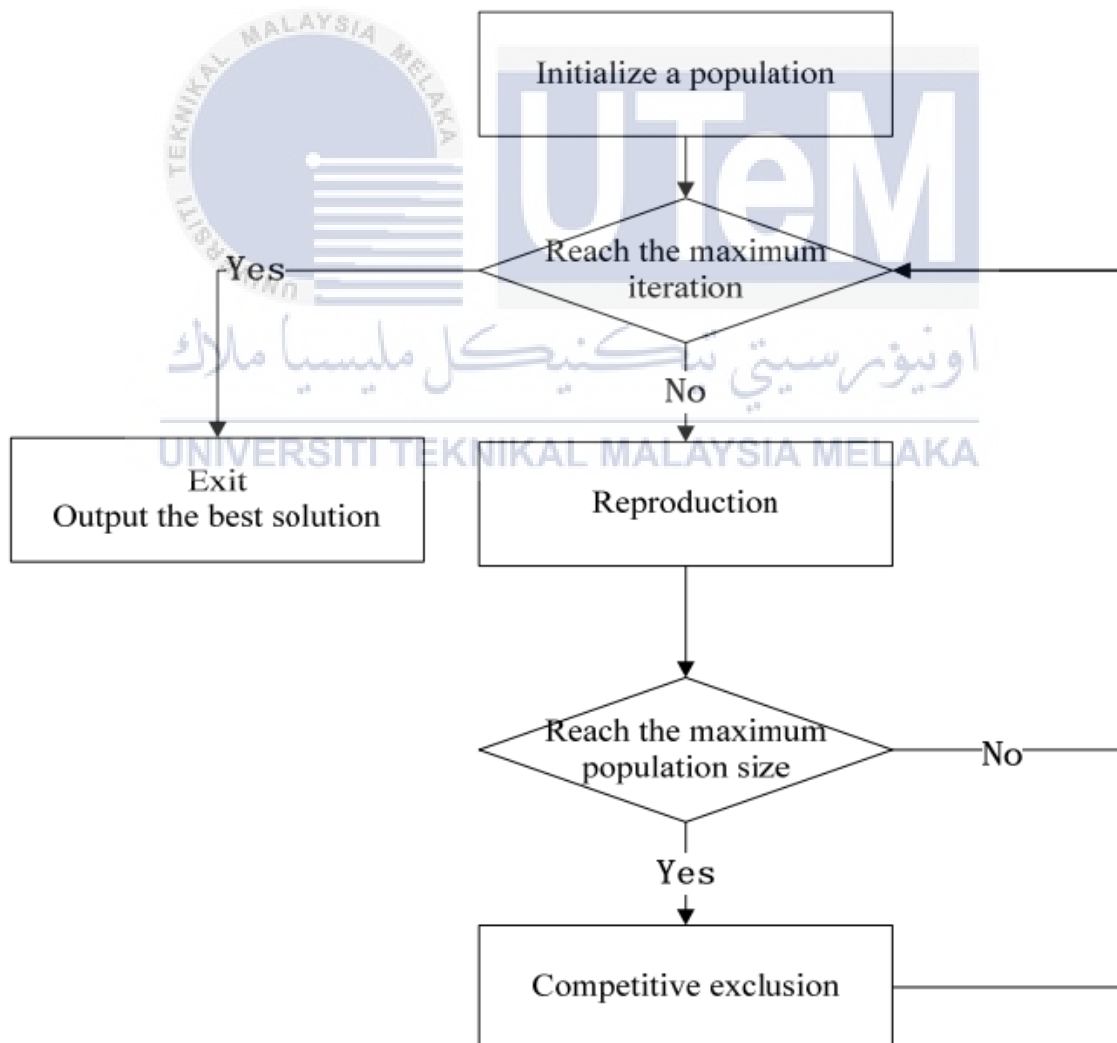 UNIVERSITI TEKNIKAL MALAYSIA MELAKA
UTeM
Initialize a population
Reach the maximum
iteration
Yes
No
اونيۏرسيتي تيكنيكل مليسيا ملاك
UNIVERSITI TEKNIKAL MALAYSIA MELAKA
Exit
Output the best solution
Reproduction
Reach the maximum
population size
No
Yes
Competitive exclusion